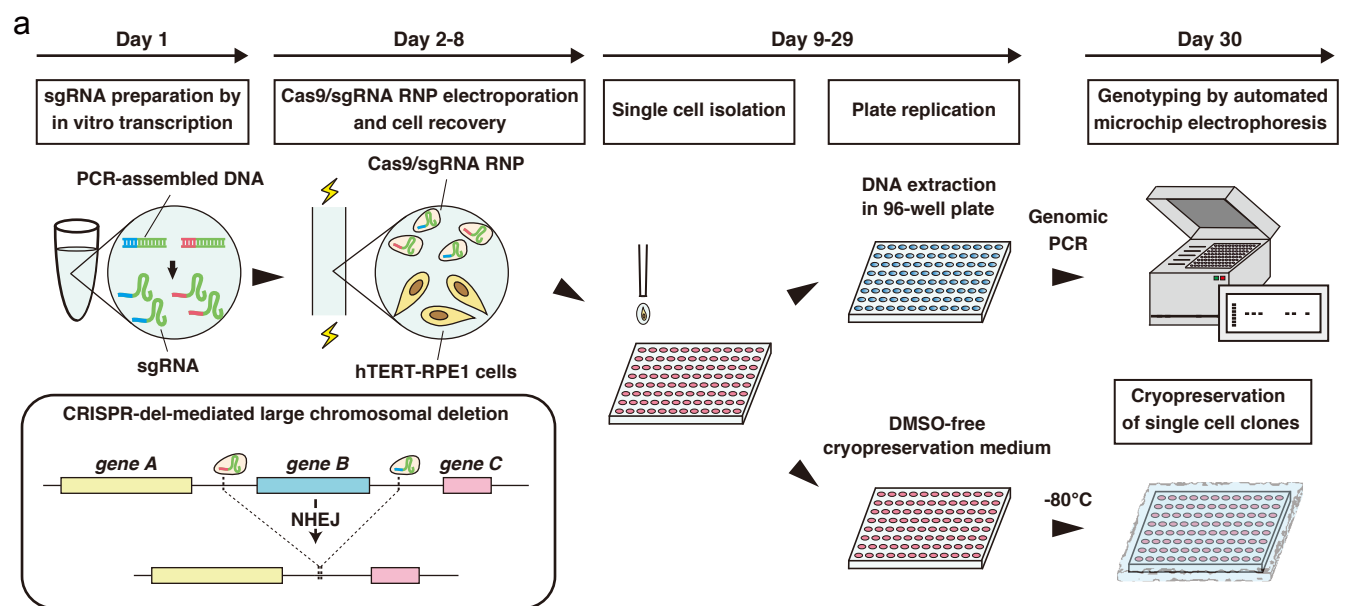 a
Day 1
Day 2-8
Day 9-29
Day 30
sgRNA preparation by
in vitro transcription
Cas9/sgRNA RNP electroporation
and cell recovery
Single cell isolation
Plate replication
Genotyping by automated
microchip electrophoresis
PCR-assembled DNA
sgRNA
Cas9/sgRNA RNP
hTERT-RPE1 cells
DNA extraction
in 96-well plate
Genomic
PCR
DMSO-free
cryopreservation medium
-80°C
Cryopreservation
of single cell clones
CRISPR-del-mediated large chromosomal deletion
gene A
gene B
gene C
NHEJ